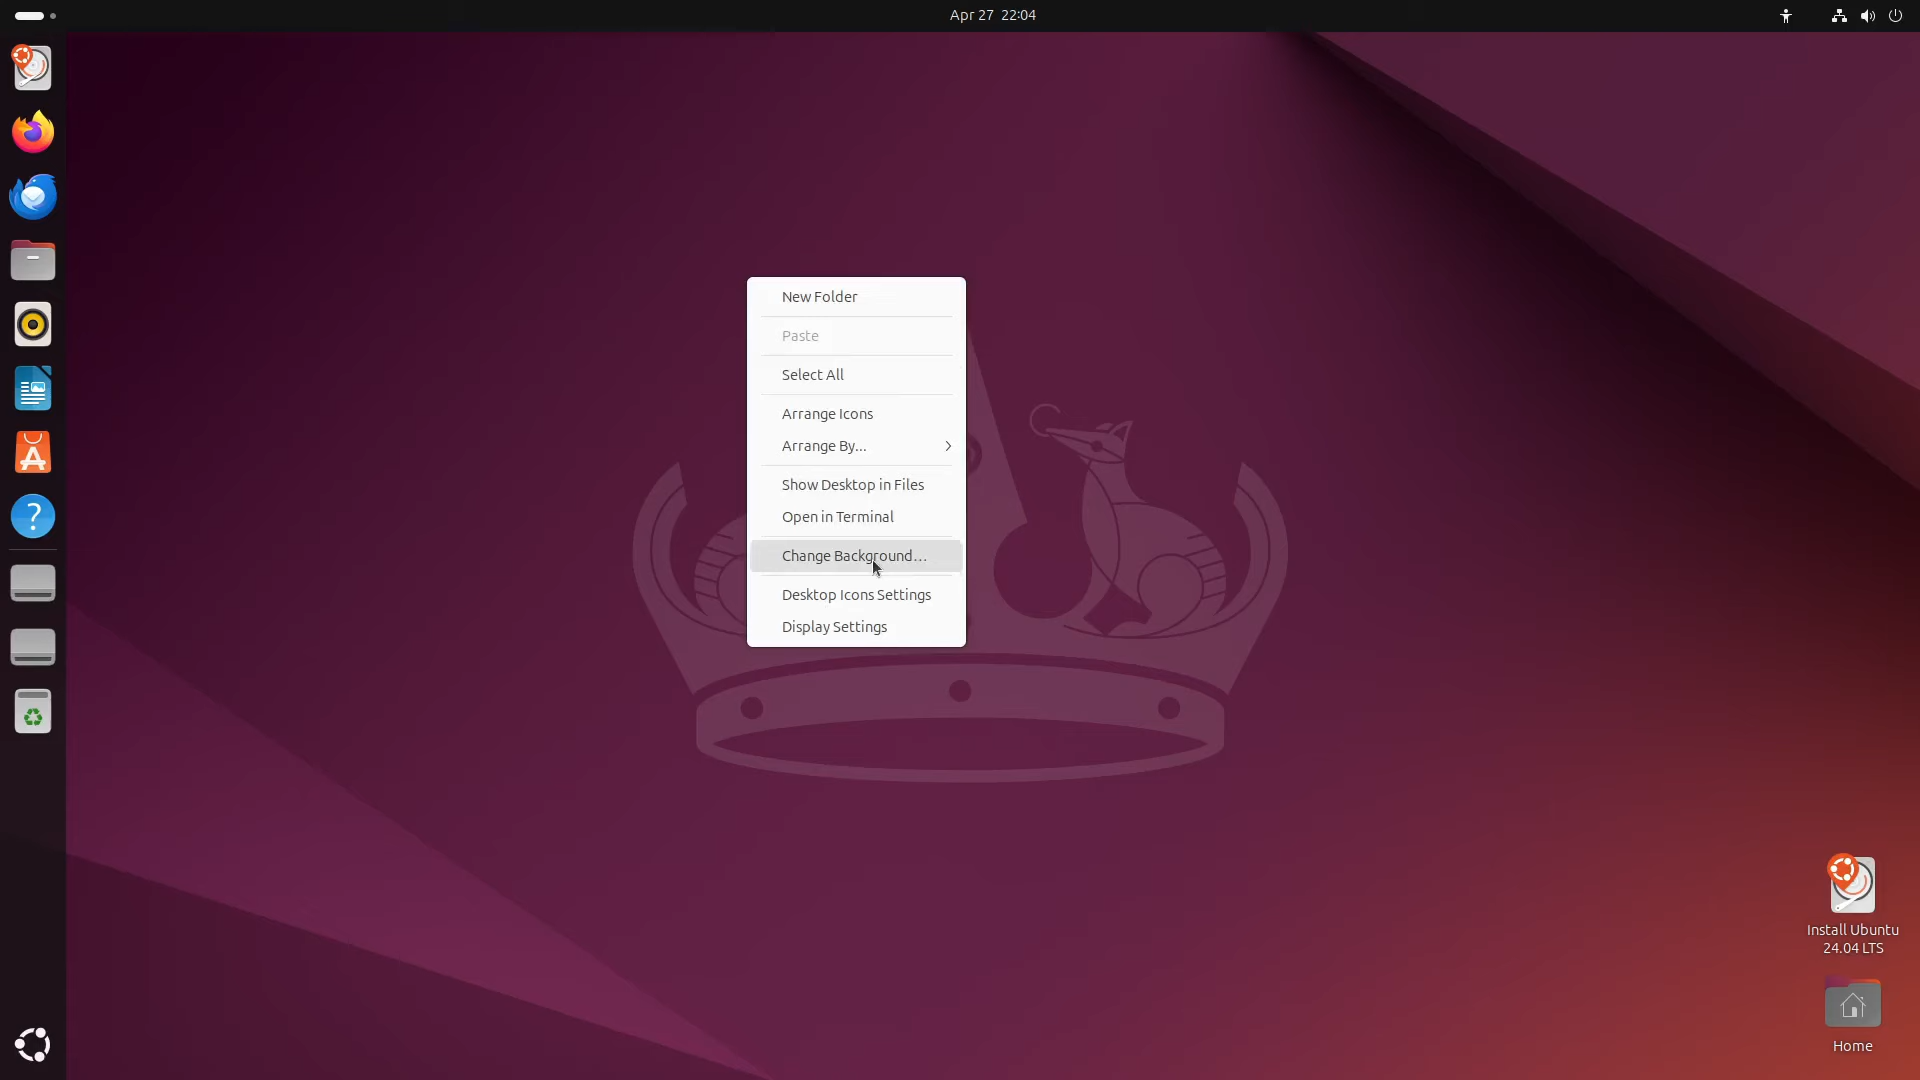 Apr 27 22:04
New Folder
Paste
Select All
Arrange Icons
Arrange By...
Show Desktop in Files
Open in Terminal
Change Background…
Desktop Icons Settings
Display Settings
Install Ubuntu
24.04 LTS
Home